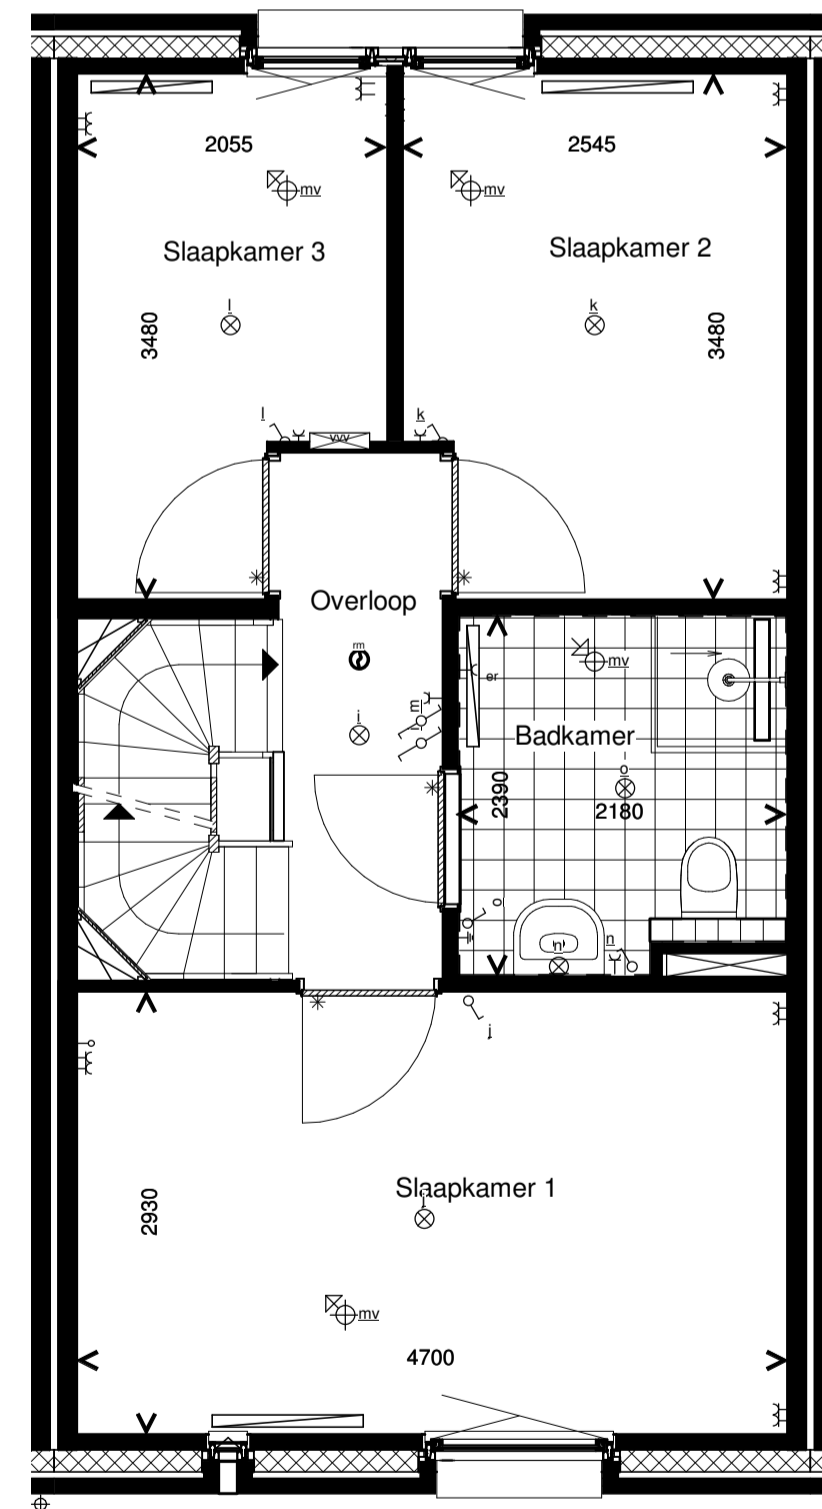 2055
2545
mv
mv
Slaapkamer 3
Slaapkamer 2
l
k
3480
3480
l
k
vvv
Overloop
rm
er
mv
m
i
i
Badkamer
o
2390
2180
o
n
n
j
Slaapkamer 1
j
2930
mv
4700